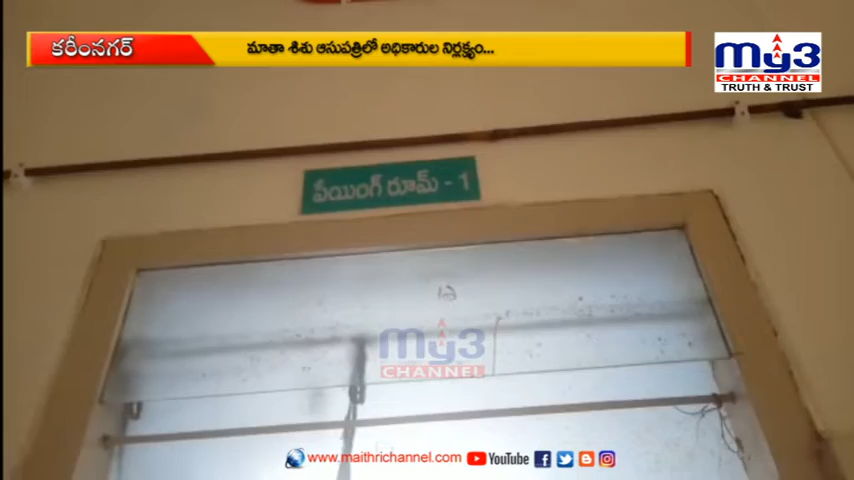 కరీంనగర్
మాతా శిశు ఆసుపత్రిలో అధికారుల నిర్లక్ష్యం...
my3
CHANNEL
TRUTH & TRUST
పేయింగ్ రూమ్ - 1
my3
CHANNEL
www.maithrichannel.com YouTube